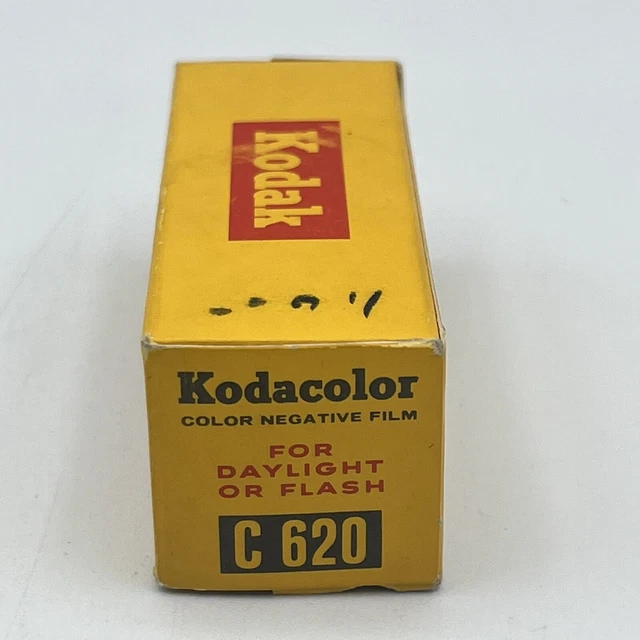 Kodak
Kodacolor
COLOR NEGATIVE FILM
FOR
DAYLIGHT
OR FLASH
C 620